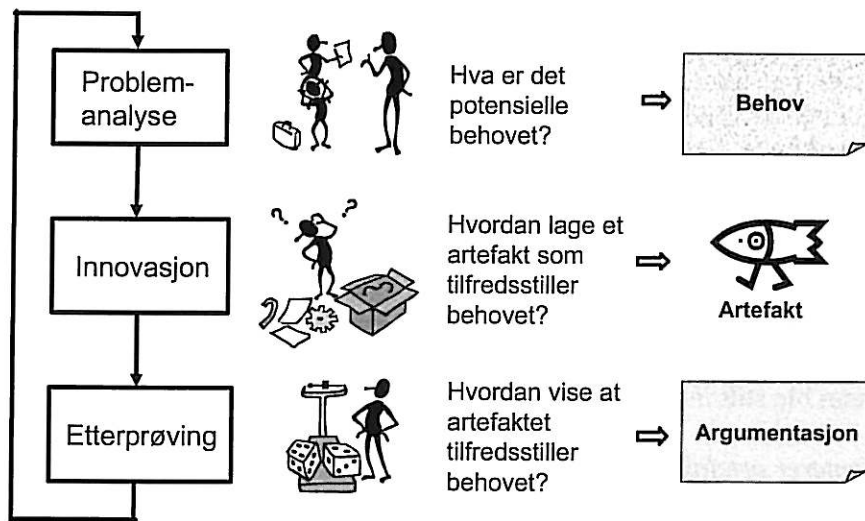 Problem-
analyse
Hva er det
potensielle
behovet?
Behov
Innovasjon
? ?
Hvordan lage et
artefakt som
tilfredsstiller
behovet?
Artefakt
Etterprøving
Hvordan vise at
artefaktet
tilfredsstiller
behovet?
Argumentasjon